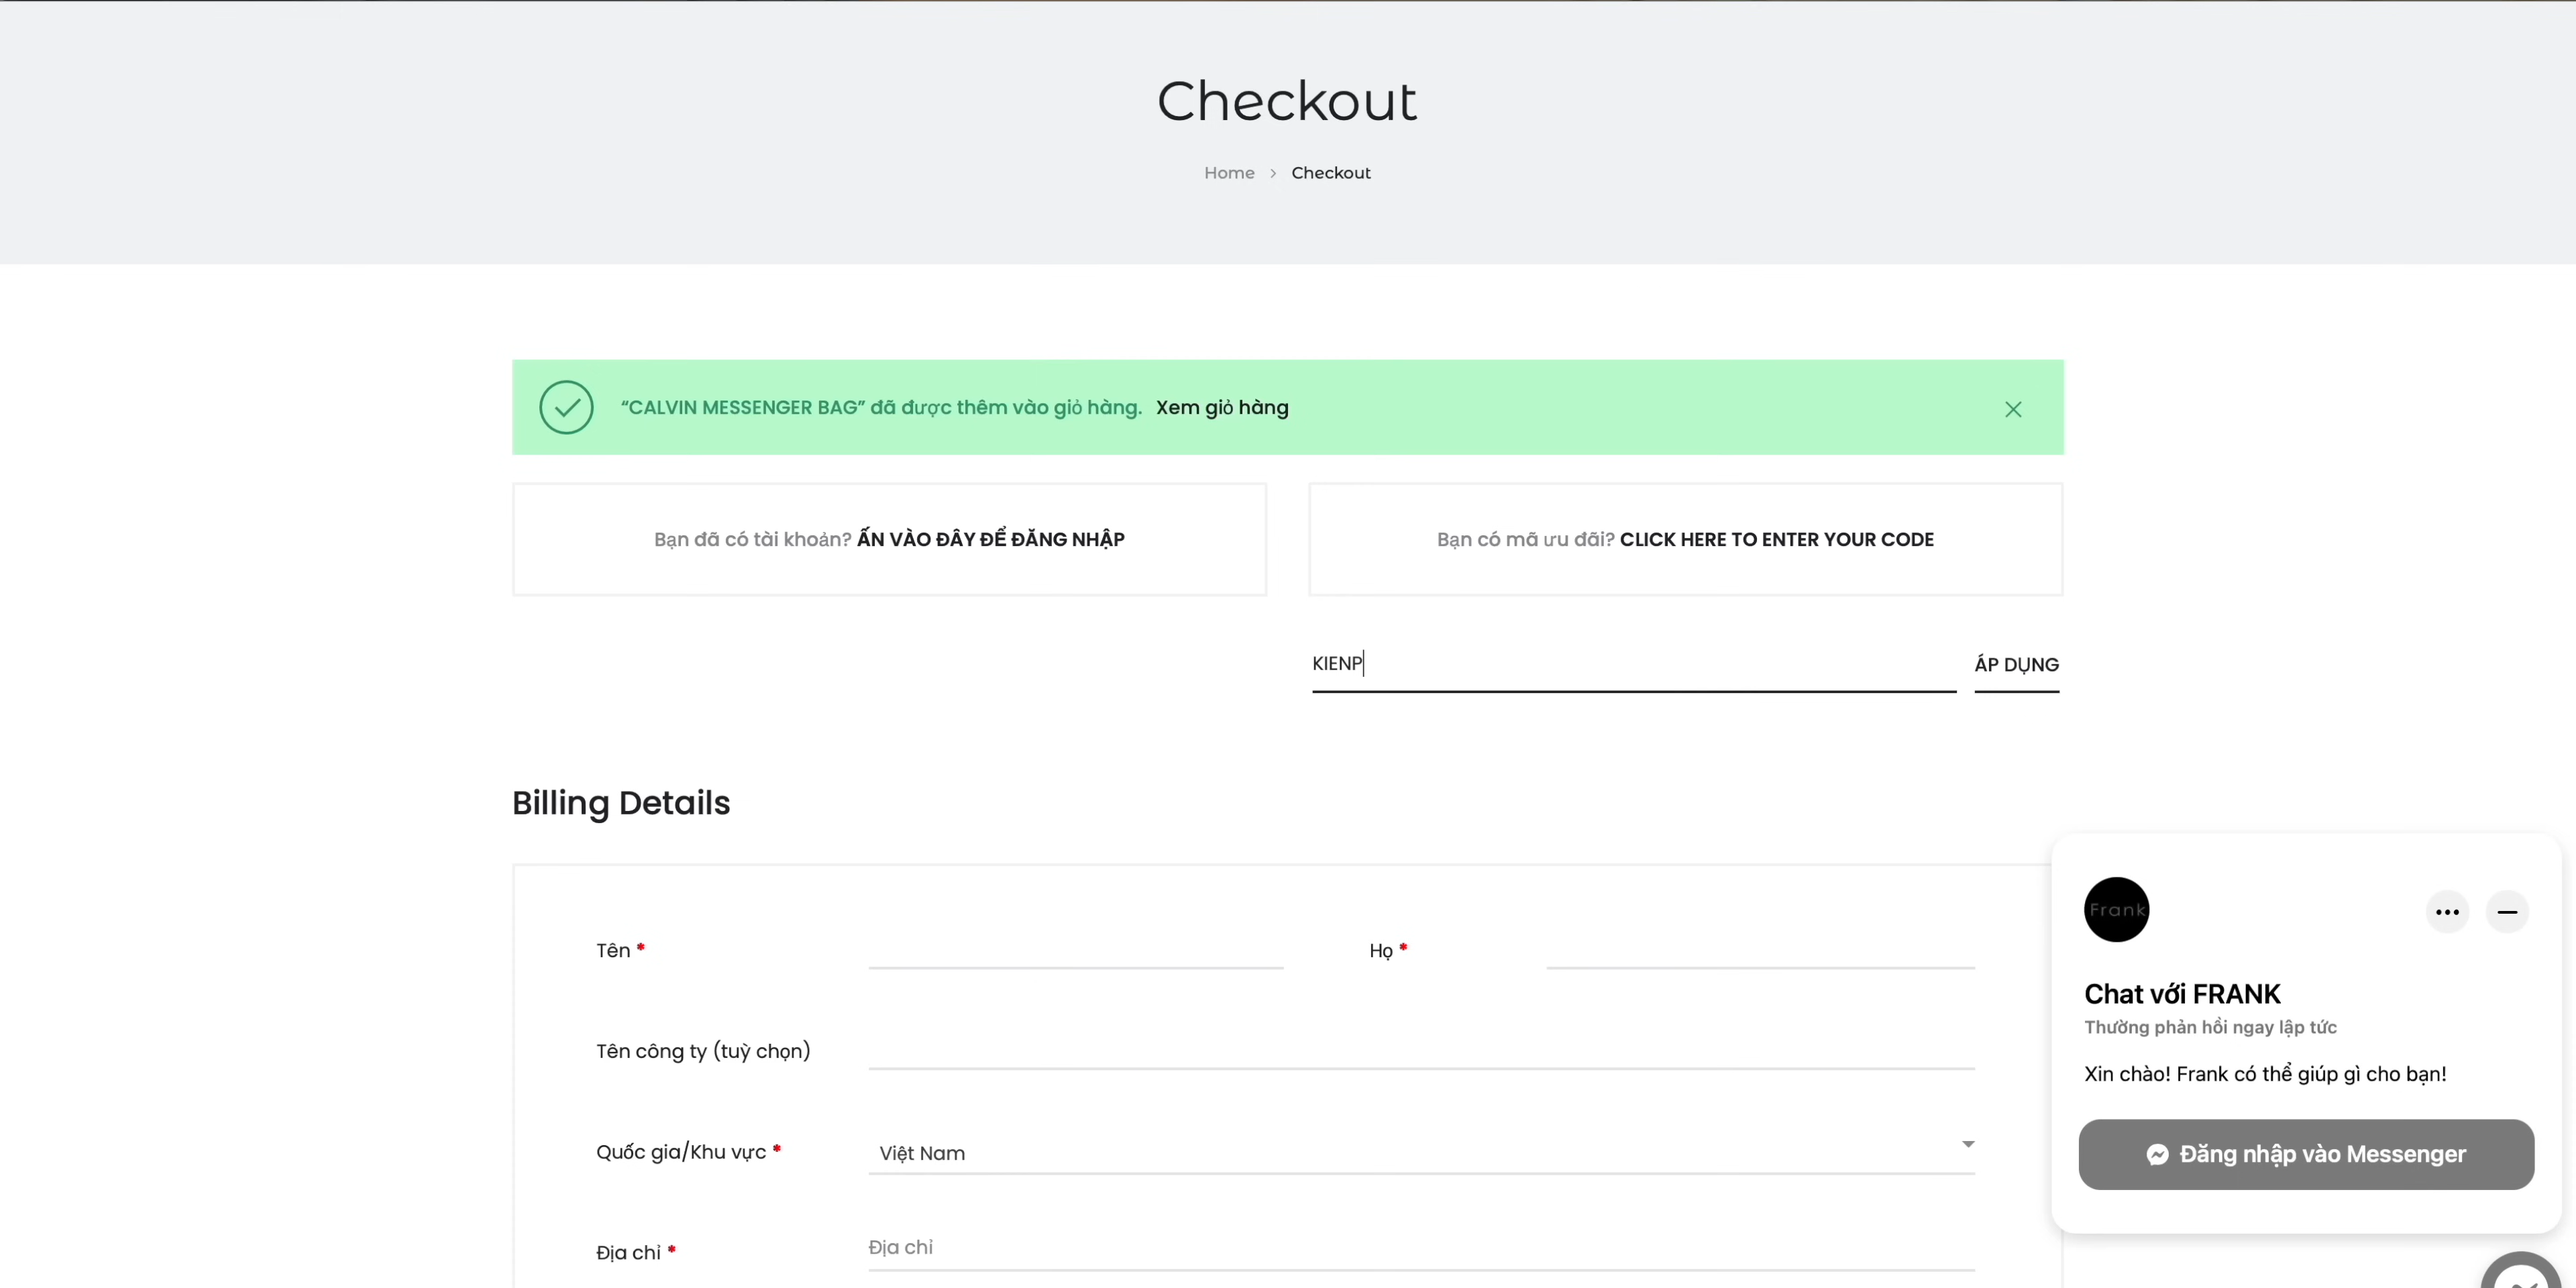 Checkout
Home > Checkout
“CALVIN MESSENGER BAG” đã được thêm vào giỏ hàng. Xem giỏ hàng
Bạn đã có tài khoản? ẤN VÀO ĐÂY ĐỂ ĐĂNG NHẬP
Bạn có mã ưu đãi? CLICK HERE TO ENTER YOUR CODE
KIENP
ÁP DỤNG
Billing Details
Tên *
Họ *
Tên công ty (tuỳ chọn)
Quốc gia/Khu vực *
Việt Nam
Địa chỉ *
Địa chỉ
Frank
Chat với FRANK
Thường phản hồi ngay lập tức
Xin chào! Frank có thể giúp gì cho bạn!
Đăng nhập vào Messenger